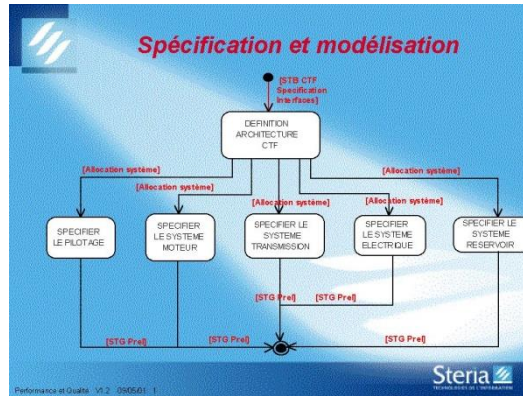 Spécification et modélisation
[STB CTF
Specification
Interfaces]
DEFINITION
ARCHITECTURE
CTF
[Allocation système]
[Allocation système]
[Allocation système]
[Allocation système]
[Allocation système]
SPECIFIER
LE PILOTAGE
SPECIFIER
LE SYSTEME
MOTEUR
SPECIFIER LE
SYSTEME
TRANSMISSION
SPECIFIER
LE SYSTEME
ELECTRIQUE
SPECIFIER LE
SYSTEME
RESERVOIR
[STG Prel]
[STG Prel]
[STG Prel]
[STG Prel]
[STG Prel]
Steria
TECHNOLOGIES DE L'INFORMATION
Performance et Qualité V1.2 09/05/01 1